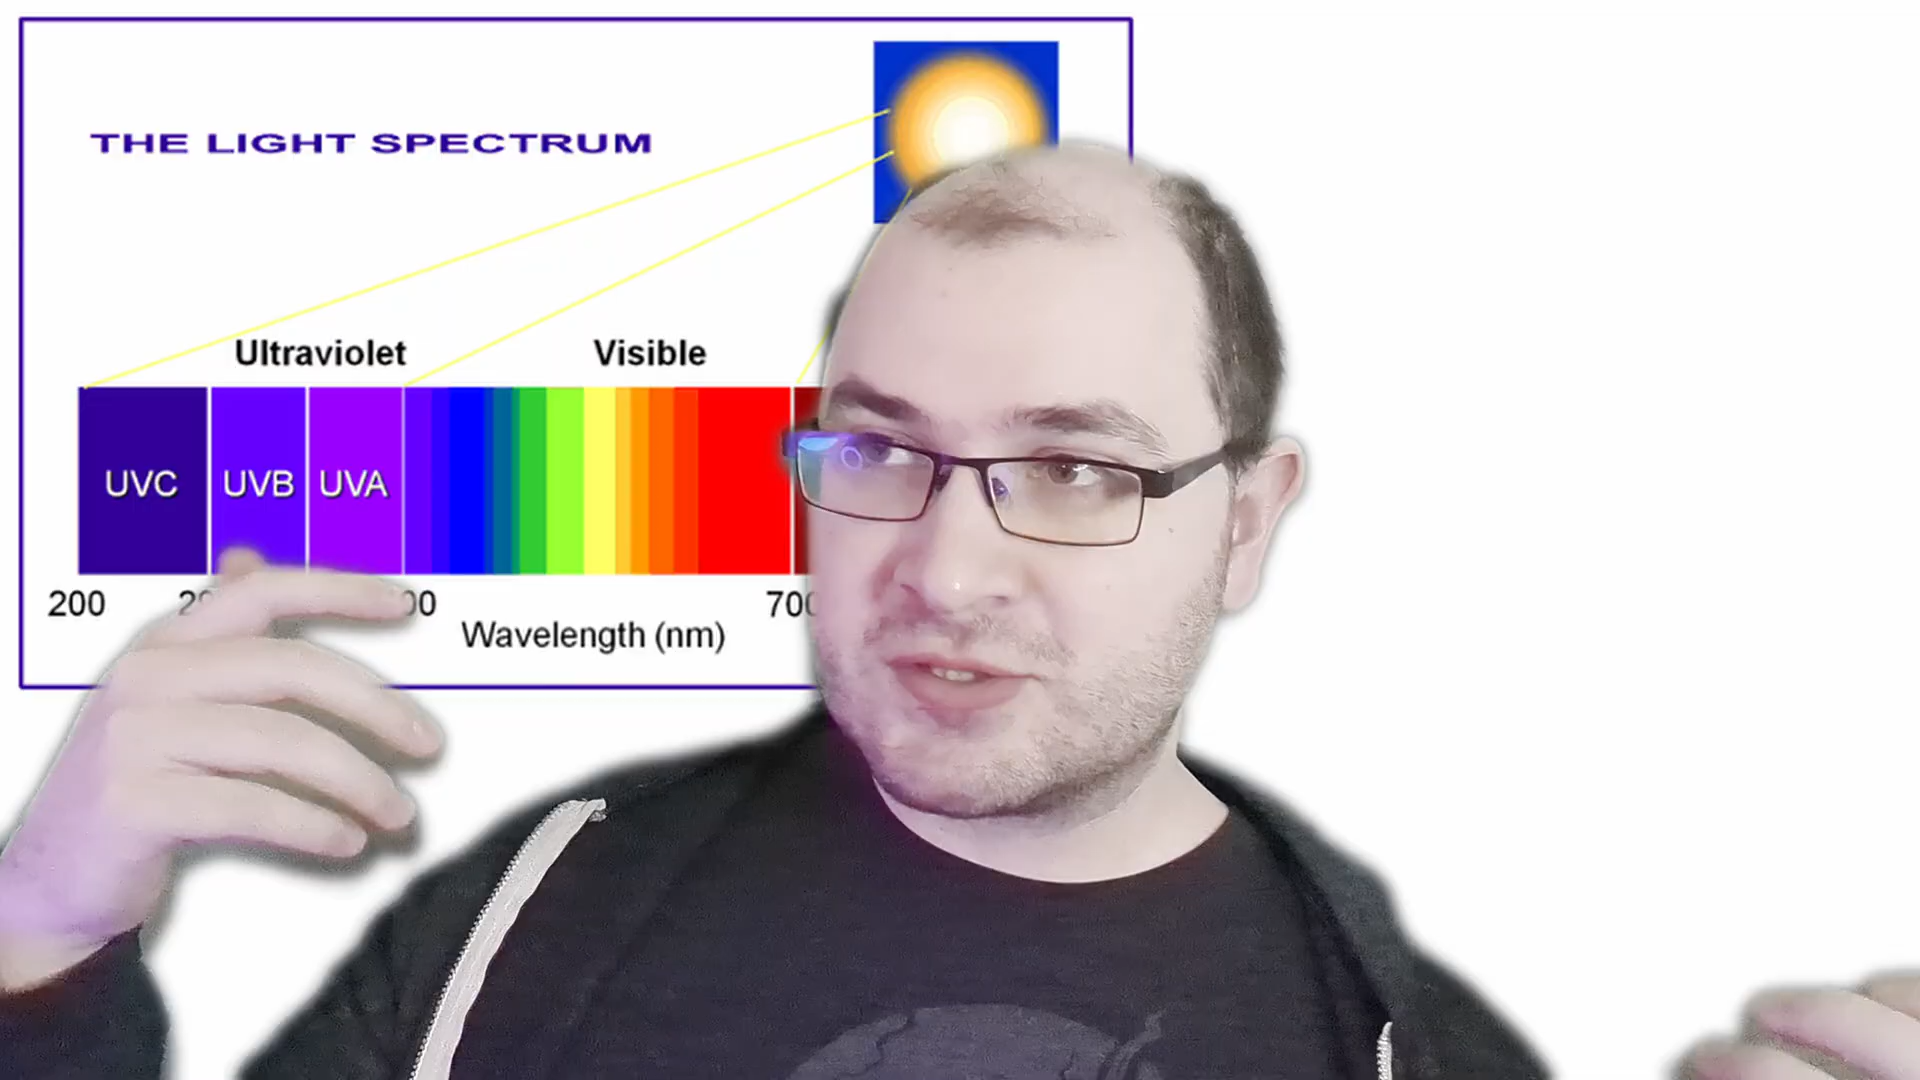 THE LIGHT SPECTRUM
Ultraviolet Visible
UVC UVB UVA
200
Wavelength (nm)